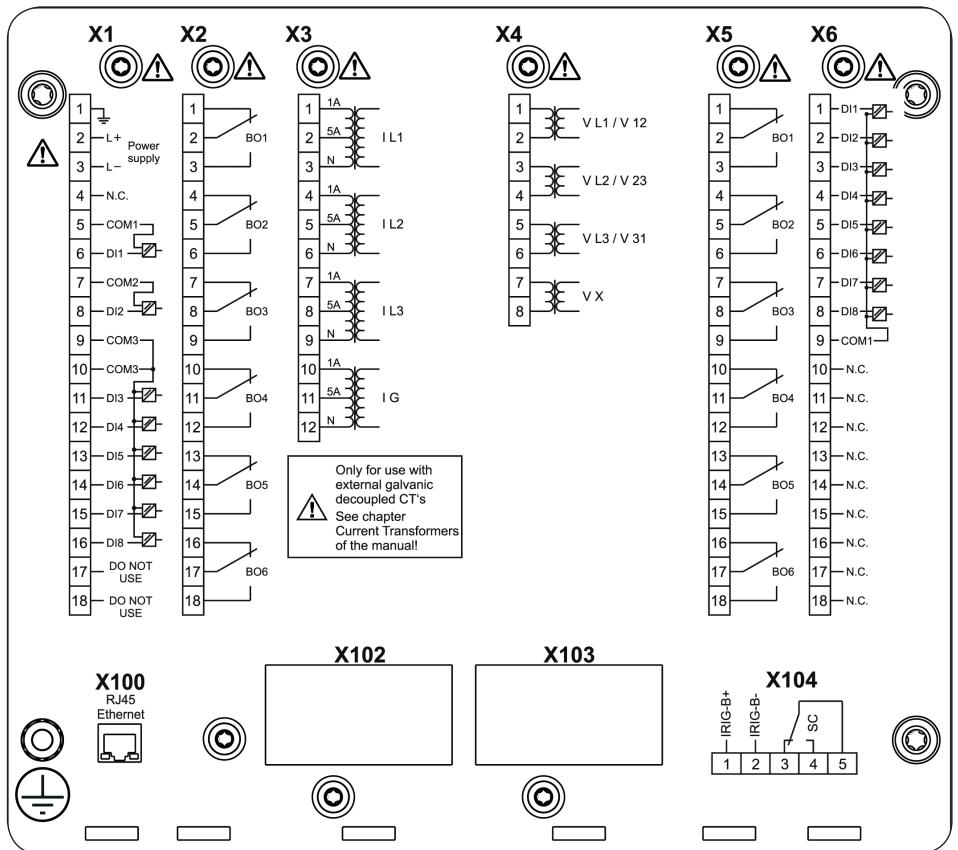 X1
X2
X3
X4
X5
X6
1
2 L+
Power
supply
3 L−
4 N.C.
5 COM1
6 DI1
7 COM2
8 DI2
9 COM3
10 COM3
11 DI3
12 DI4
13 DI5
14 DI6
15 DI7
16 DI8
17 DO NOT
USE
18 DO NOT
USE
1
2 BO1
3
4
5 BO2
6
7
8 BO3
9
10
11 BO4
12
13
14 BO5
15
16
17 BO6
18
1 1A
2 5A I L1
3 N
4 1A
5 5A I L2
6 N
7 1A
8 5A I L3
9 N
10 1A
11 5A I G
12 N
Only for use with
external galvanic
decoupled CT's
See chapter
Current Transformers
of the manual!
1
V L1 / V 12
2
3
V L2 / V 23
4
5
V L3 / V 31
6
7
V X
8
1
2 BO1
3
4
5 BO2
6
7
8 BO3
9
10
11 BO4
12
13
14 BO5
15
16
17 BO6
18
1 DI1
2 DI2
3 DI3
4 DI4
5 DI5
6 DI6
7 DI7
8 DI8
9 COM1
10 N.C.
11 N.C.
12 N.C.
13 N.C.
14 N.C.
15 N.C.
16 N.C.
17 N.C.
18 N.C.
X100
RJ45
Ethernet
X102
X103
X104
IRIG-B+
IRIG-B-
SC
1 2 3 4 5